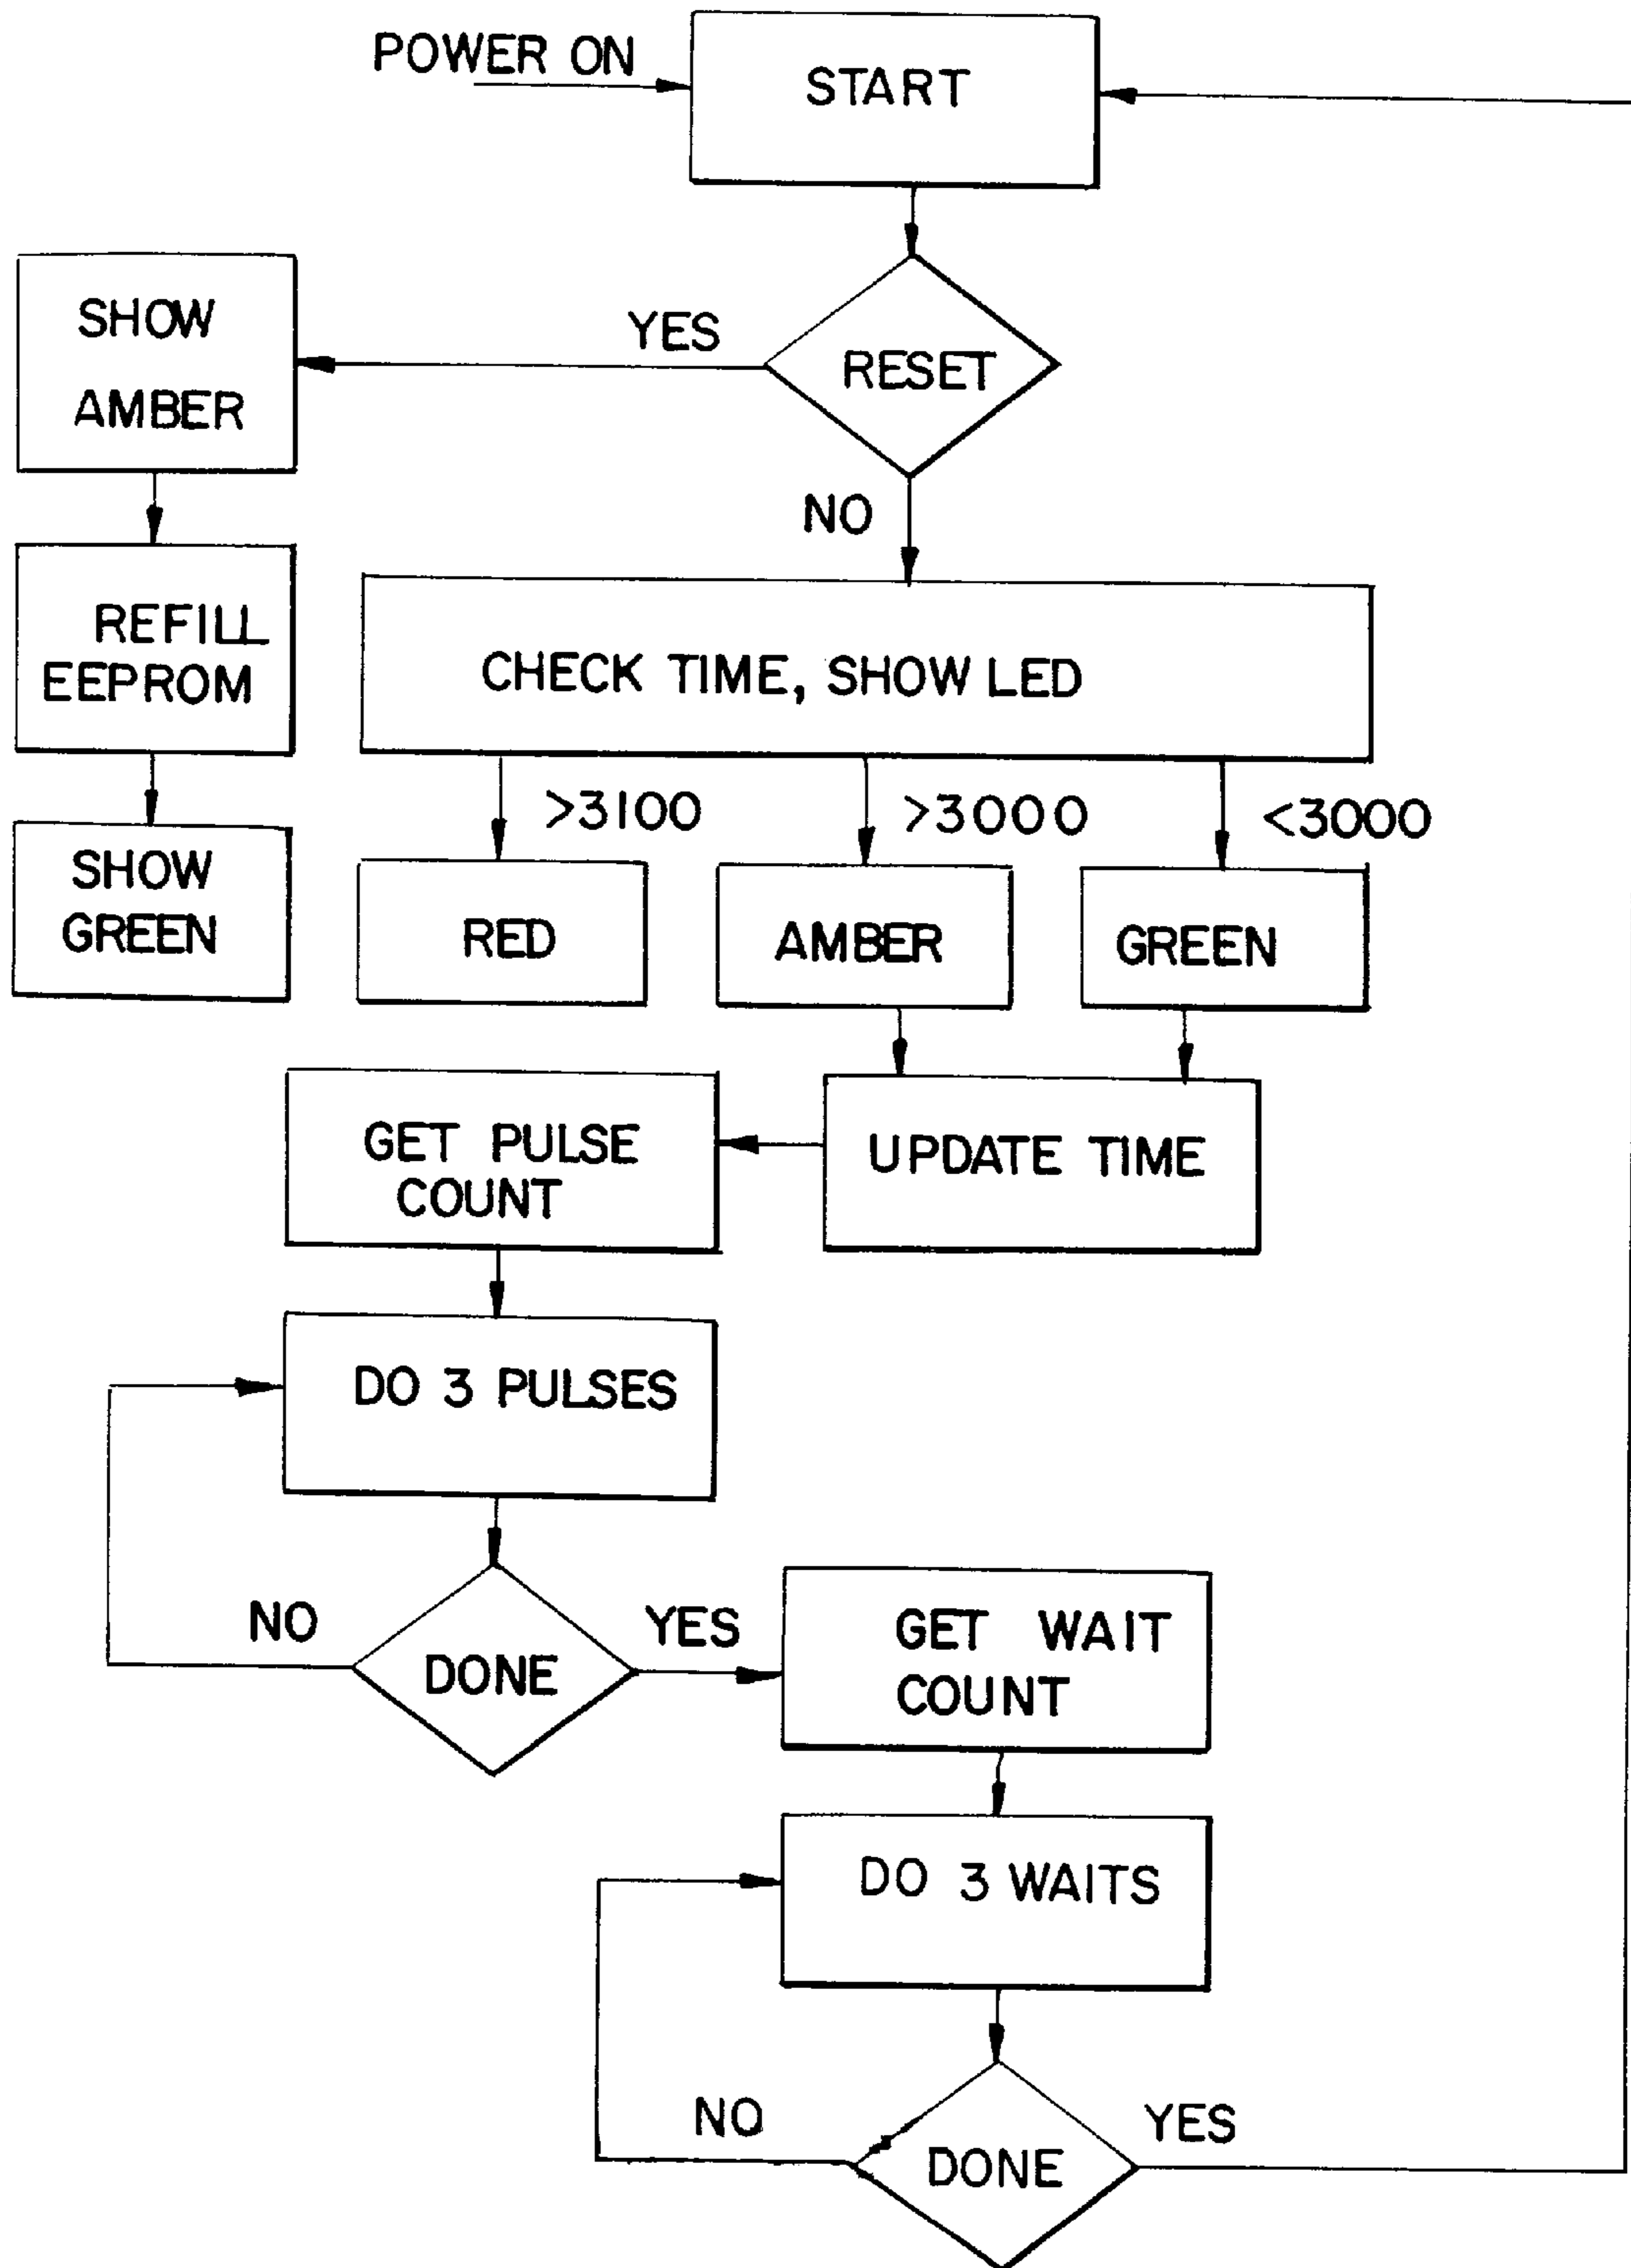 POWER ON
START
RESET
YES
SHOW
AMBER
NO
REFILL
EEPROM
CHECK TIME, SHOW LED
>3100
>3000
<3000
SHOW
GREEN
RED
AMBER
GREEN
GET PULSE
COUNT
UPDATE TIME
DO 3 PULSES
NO
DONE
YES
GET WAIT
COUNT
DO 3 WAITS
NO
DONE
YES